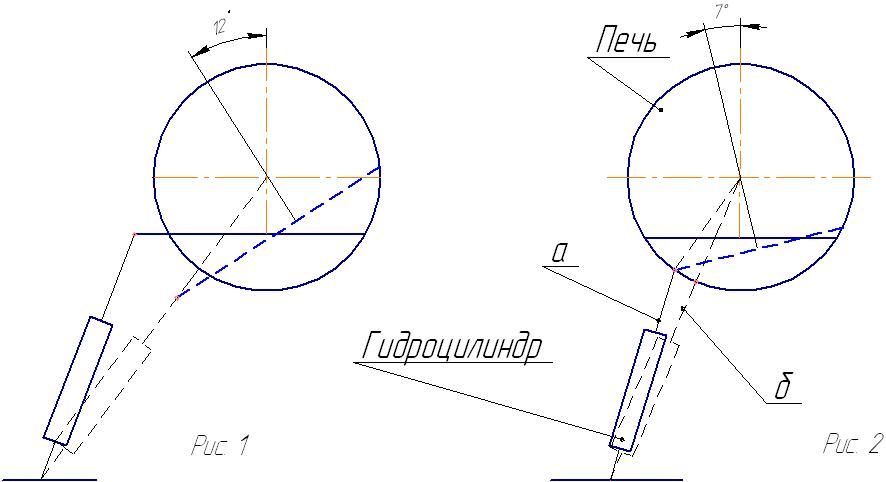 12°
7°
Печь
а
Гидроцилиндр
б
Рис. 1
Рис. 2